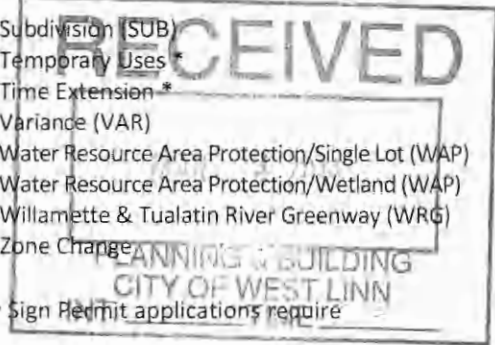 Subdivision (SUB)
RECEIVED
Temporary Uses *
Time Extension *
Variance (VAR)
Water Resource Area Protection/Single Lot (WAP)
Water Resource Area Protection/Wetland (WAP)
Willamette & Tualatin River Greenway (WRG)
Zone Change
PLANNING & BUILDING
CITY OF WEST LINN
Sign Permit applications require
INT. TIME